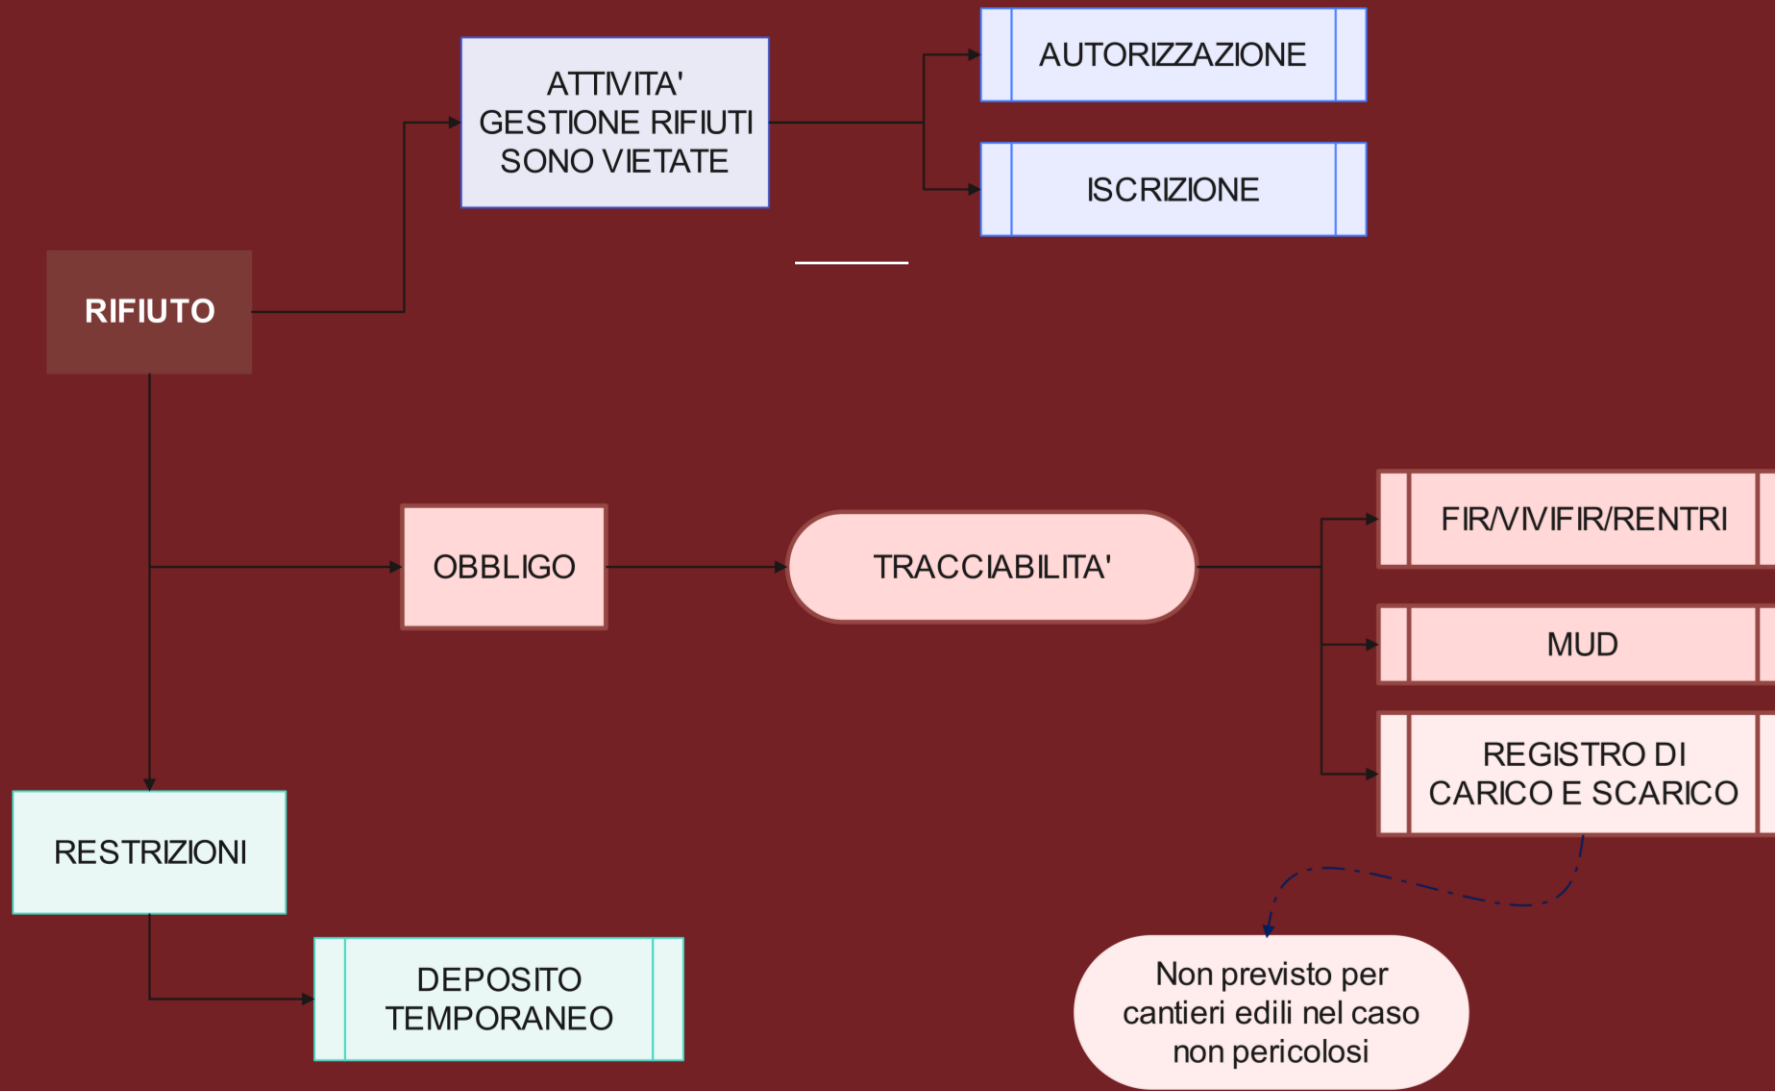 AUTORIZZAZIONE
ATTIVITA'
GESTIONE RIFIUTI
SONO VIETATE
ISCRIZIONE
RIFIUTO
FIR/VIVIFIR/RENTRI
OBBLIGO
TRACCIABILITA'
MUD
REGISTRO DI
CARICO E SCARICO
RESTRIZIONI
DEPOSITO
TEMPORANEO
Non previsto per
cantieri edili nel caso
non pericolosi